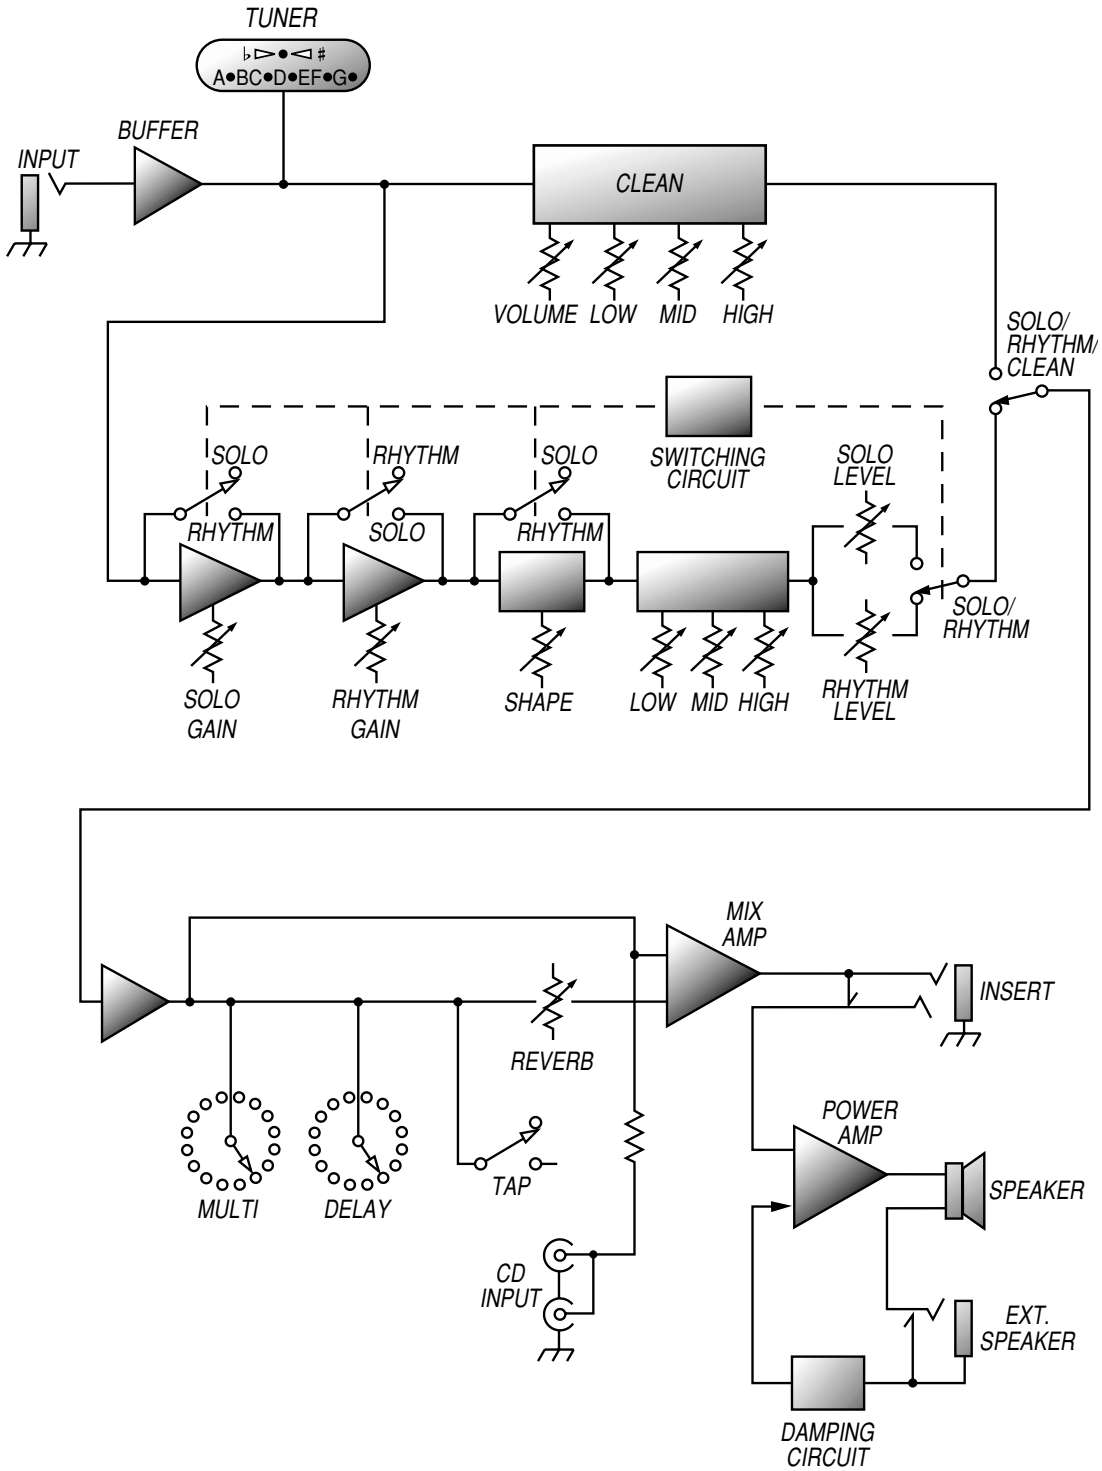 TUNER
♭ ▷ • ◁ ♯
A•BC•D•EF•G•
BUFFER
INPUT
CLEAN
VOLUME LOW MID HIGH
SOLO/
RHYTHM/
CLEAN
SOLO
RHYTHM
RHYTHM
SOLO
SOLO
RHYTHM
SWITCHING
CIRCUIT
SOLO
LEVEL
SOLO/
RHYTHM
SOLO
GAIN
RHYTHM
GAIN
SHAPE
LOW MID HIGH
RHYTHM
LEVEL
MIX
AMP
INSERT
REVERB
MULTI
DELAY
TAP
POWER
AMP
SPEAKER
CD
INPUT
EXT.
SPEAKER
DAMPING
CIRCUIT